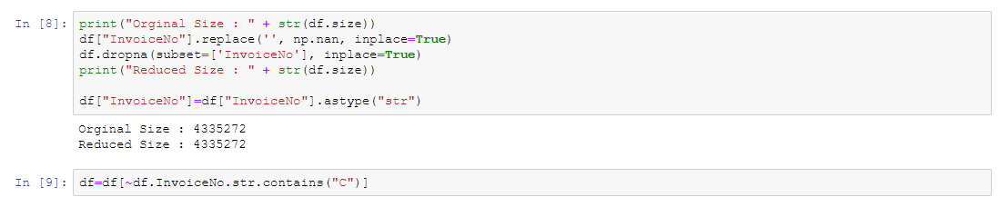 In [8]: print("Orginal Size : " + str(df.size))
df["InvoiceNo"].replace('', np.nan, inplace=True)
df.dropna(subset=['InvoiceNo'], inplace=True)
print("Reduced Size : " + str(df.size))
df["InvoiceNo"]=df["InvoiceNo"].astype("str")
Orginal Size : 4335272
Reduced Size : 4335272
In [9]: df=df[~df.InvoiceNo.str.contains("C")]